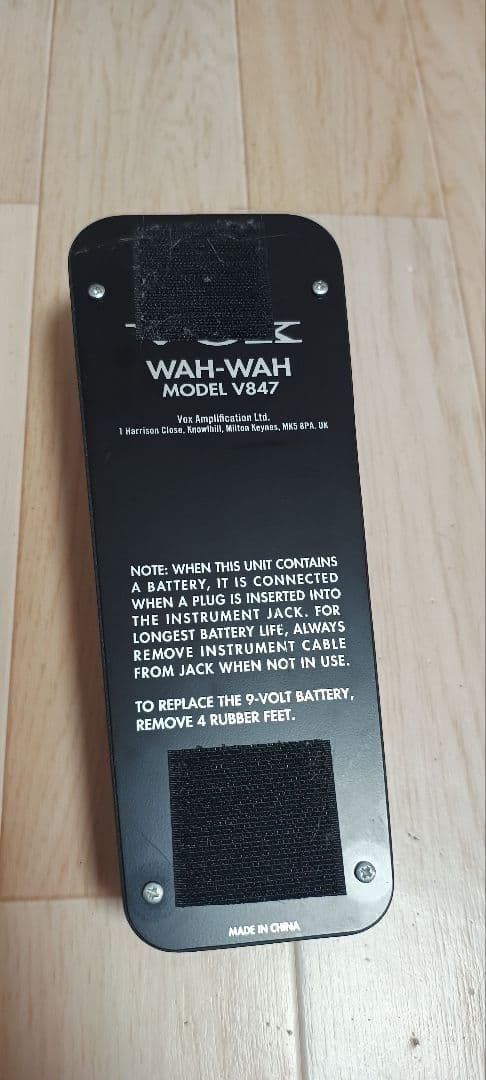 WAH-WAH
MODEL V847
Vox Amplification Ltd.
1 Harrison Close, Knowlhill, Milton Keynes, MK5 8PA, UK
NOTE: WHEN THIS UNIT CONTAINS
A BATTERY, IT IS CONNECTED
WHEN A PLUG IS INSERTED INTO
THE INSTRUMENT JACK. FOR
LONGEST BATTERY LIFE, ALWAYS
REMOVE INSTRUMENT CABLE
FROM JACK WHEN NOT IN USE.
TO REPLACE THE 9-VOLT BATTERY,
REMOVE 4 RUBBER FEET.
MADE IN CHINA